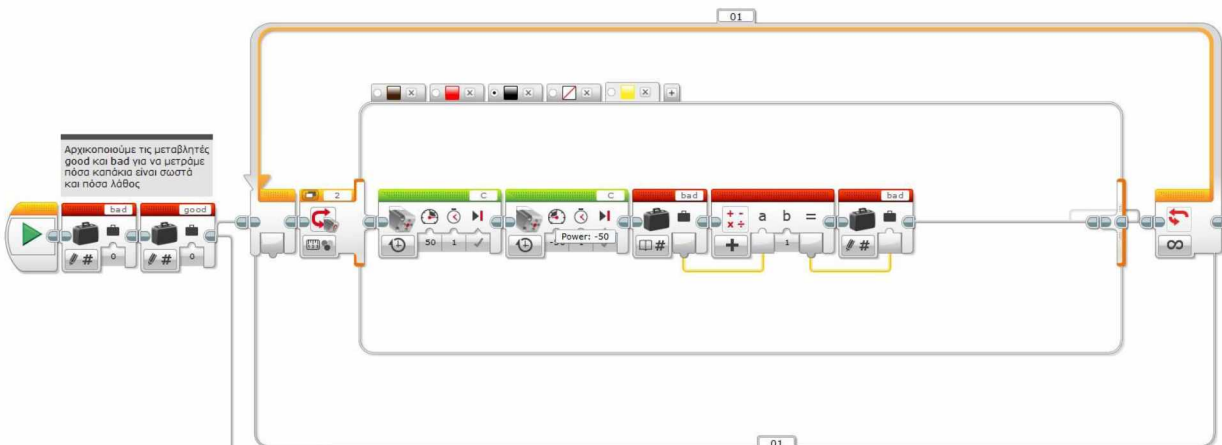 01
Αρχικοποιούμε τις μεταβλητές
good και bad για να μετράμε
πόσα καπάκια είναι σωστά
και πόσα λάθος
bad
good
2
C
C
bad
bad
a b =
# 0
# 0
50 1
Power: -50
#
1
#
01